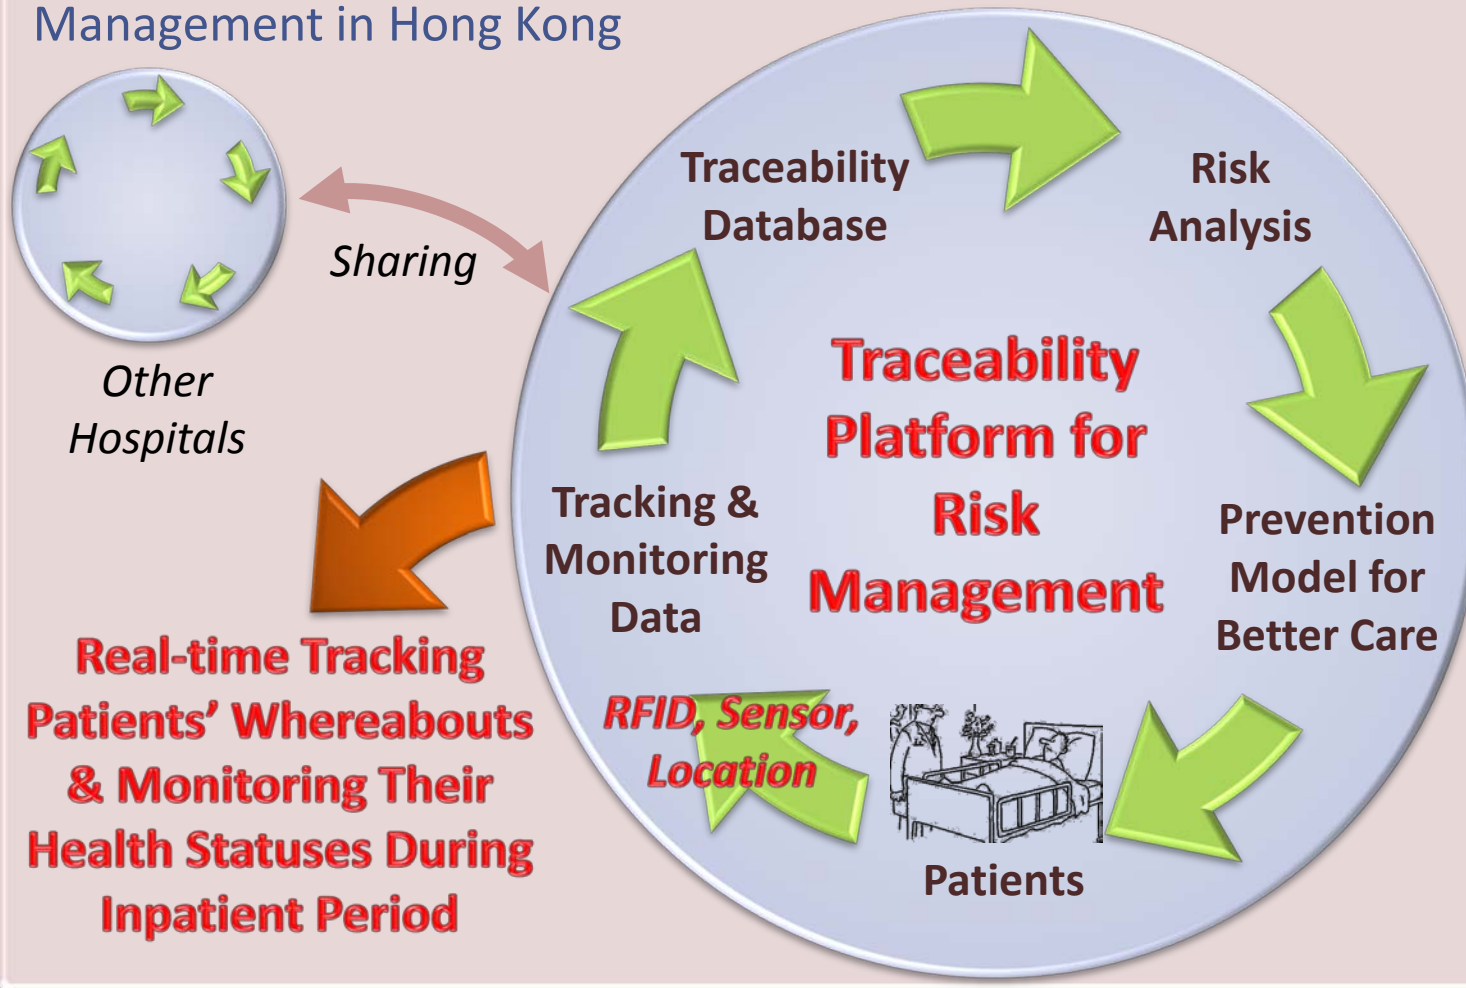 Management in Hong Kong
Traceability
Database
Risk
Analysis
Sharing
Other
Hospitals
Traceability
Platform for
Risk
Management
Tracking &
Monitoring
Data
Prevention
Model for
Better Care
RFID, Sensor,
Location
Patients
Real-time Tracking
Patients’ Whereabouts
& Monitoring Their
Health Statuses During
Inpatient Period